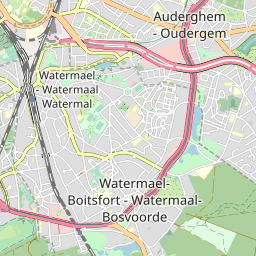 Auderghem
- Oudergem
Watermael
- Watermaal
Watermal
Watermael-
Boitsfort - Watermaal-
Bosvoorde